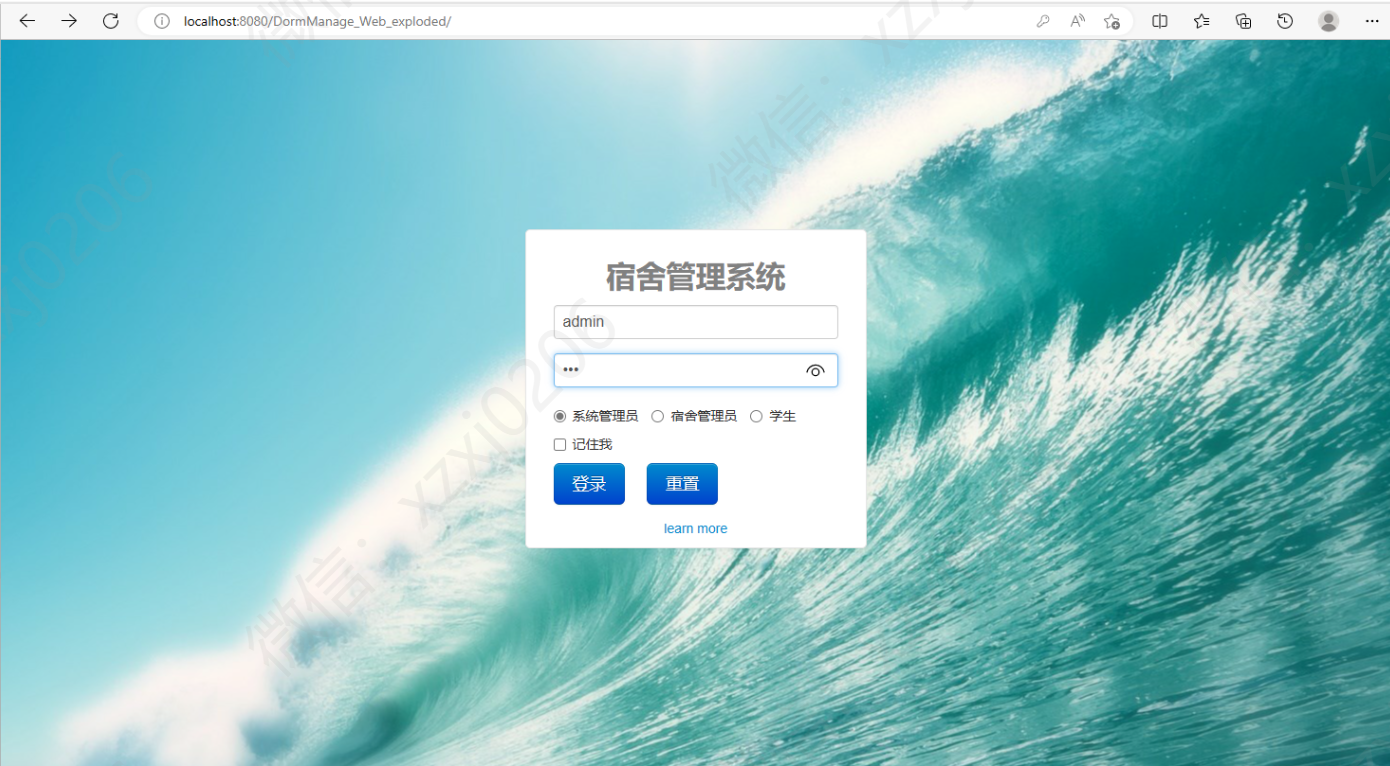 localhost:8080/DormManage_Web_exploded/
宿舍管理系统
admin
•••
系统管理员 宿舍管理员 学生
记住我
登录 重置
learn more
微信: xzxj0206